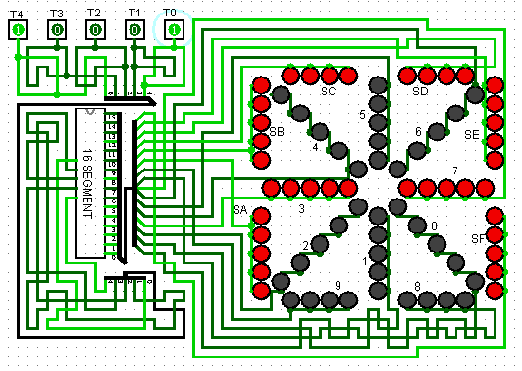 T4 T3 T2 T1 T0
1 0 0 0 1
SC SD
5
SB 4 6 SE
16 SEGMENT
7
SA 3
2 0 SF
1
9 8